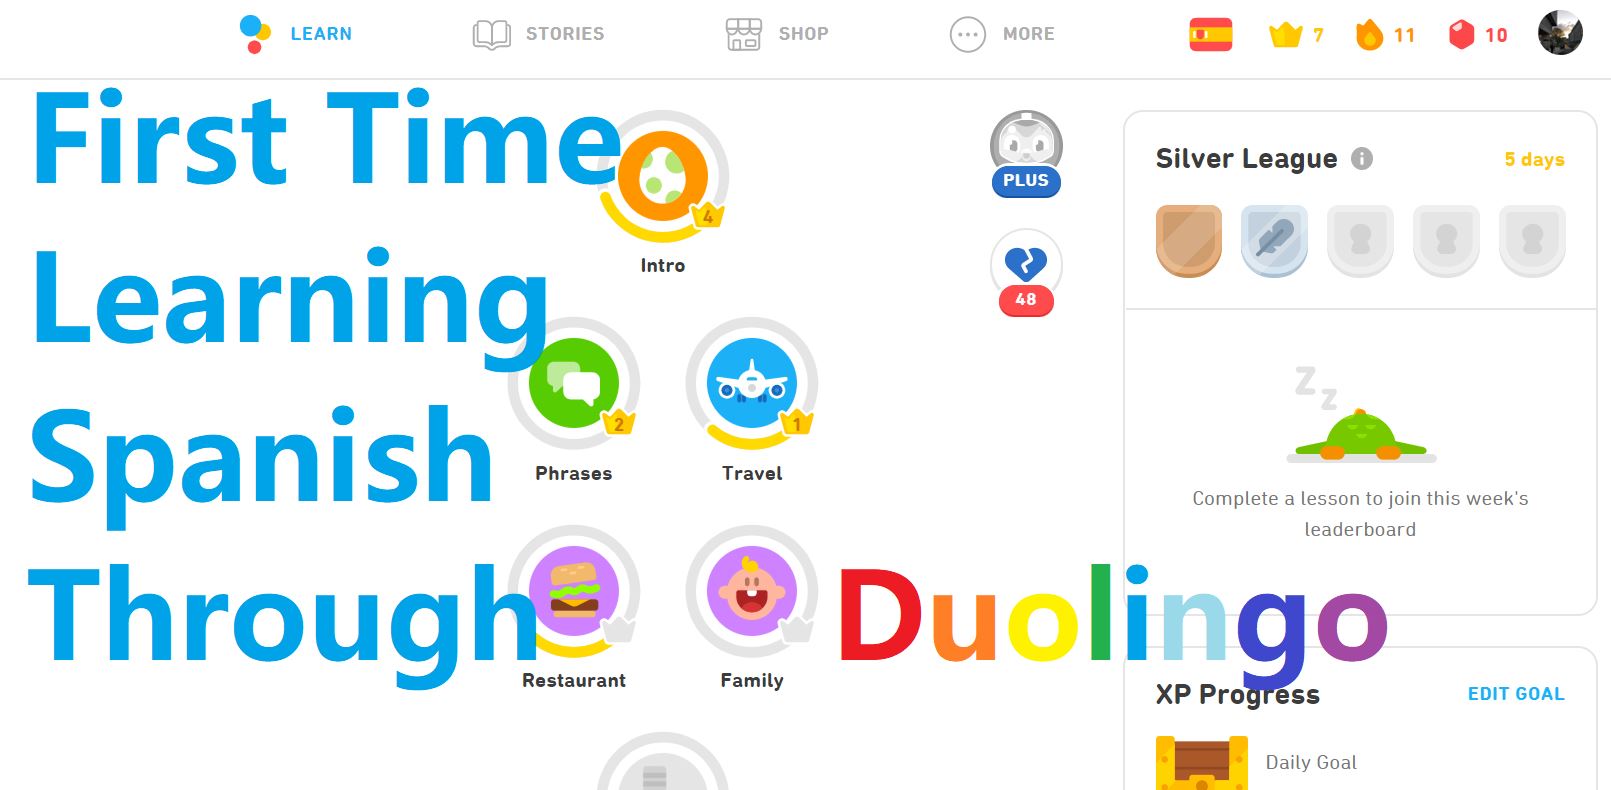 LEARN STORIES SHOP MORE 7 11 10
First Time
Learning
Spanish
Through Duolingo
4
Intro
2
Phrases
1
Travel
Restaurant
Family
PLUS
48
Silver League 5 days
Z z
Complete a lesson to join this week's
leaderboard
XP Progress EDIT GOAL
Daily Goal